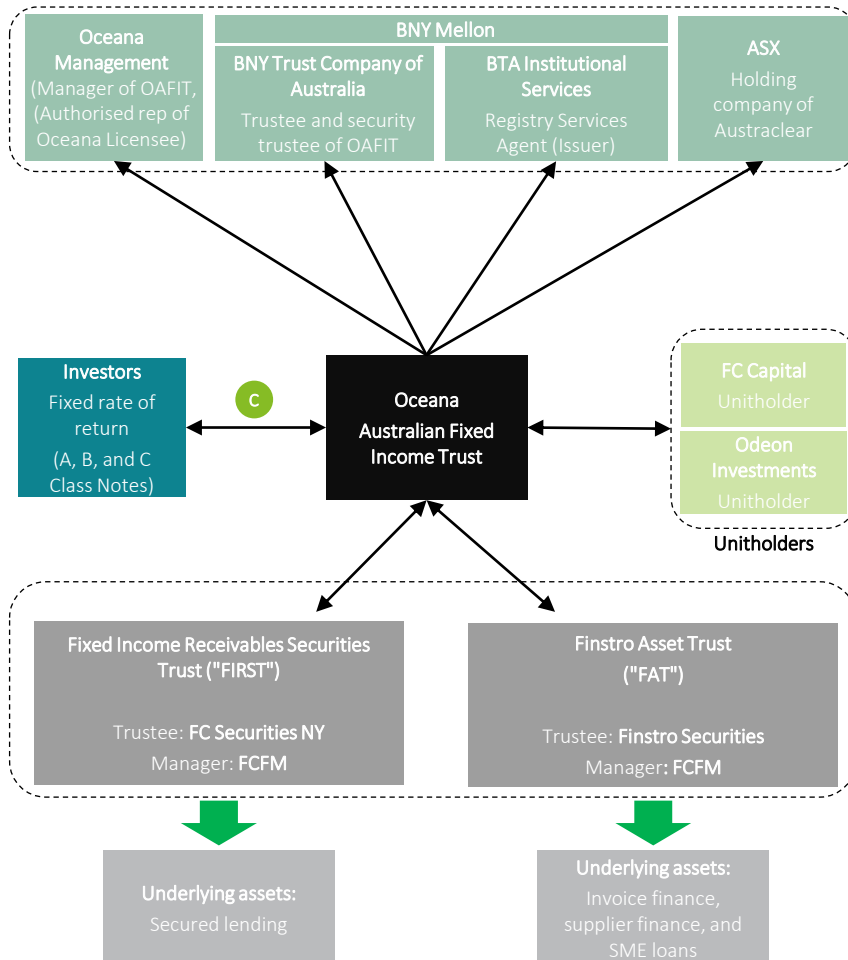 Oceana
Management
(Manager of OAFIT,
(Authorised rep of
Oceana Licensee)
BNY Mellon
BNY Trust Company of
Australia
Trustee and security
trustee of OAFIT
BTA Institutional
Services
Registry Services
Agent (Issuer)
ASX
Holding
company of
Austraclear
Investors
Fixed rate of
return
(A, B, and C
Class Notes)
C
Oceana
Australian Fixed
Income Trust
FC Capital
Unitholder
Odeon
Investments
Unitholder
Unitholders
Fixed Income Receivables Securities
Trust ("FIRST")
Trustee: FC Securities NY
Manager: FCFM
Finstro Asset Trust
("FAT")
Trustee: Finstro Securities
Manager: FCFM
Underlying assets:
Secured lending
Underlying assets:
Invoice finance,
supplier finance, and
SME loans